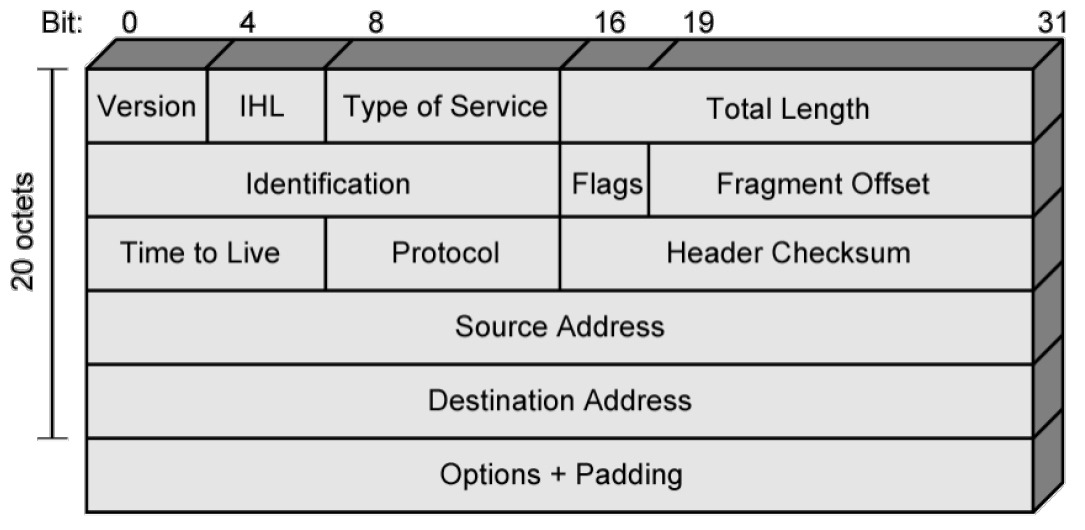 Bit: 0 4 8 16 19 31
Version IHL Type of Service Total Length
Identification Flags Fragment Offset
Time to Live Protocol Header Checksum
Source Address
Destination Address
Options + Padding
20 octets